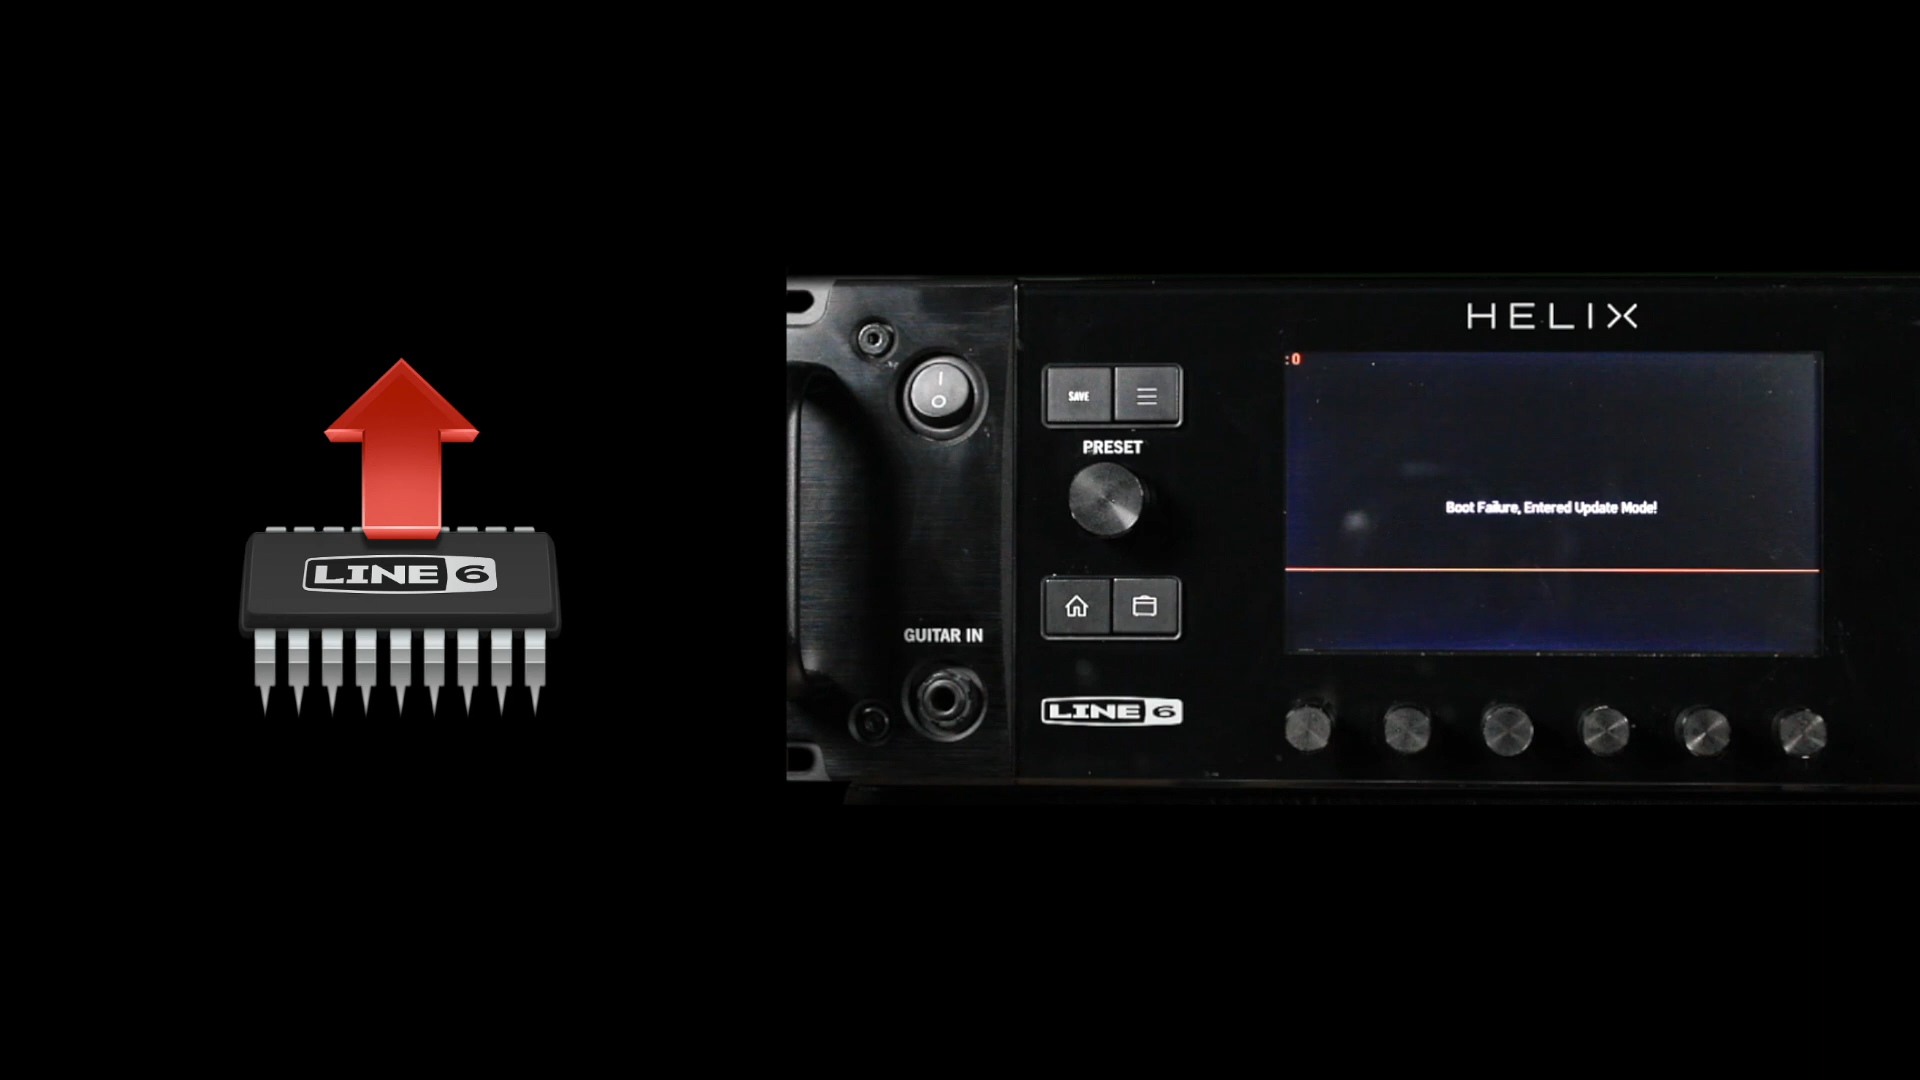 LINE 6
HELIX
:0
SAVE
PRESET
Boot Failure, Entered Update Mode!
GUITAR IN
LINE 6